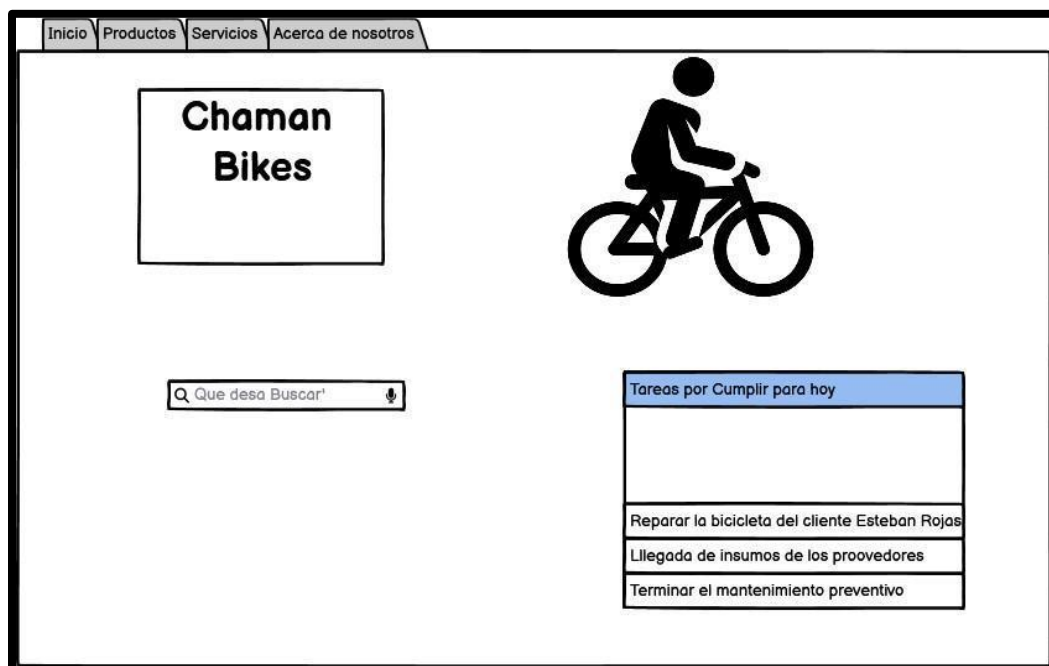 Inicio
Productos
Servicios
Acerca de nosotros
Chaman
Bikes
Que desa Buscar'
Tareas por Cumplir para hoy
Reparar la bicicleta del cliente Esteban Rojas
Lllegada de insumos de los proovedores
Terminar el mantenimiento preventivo